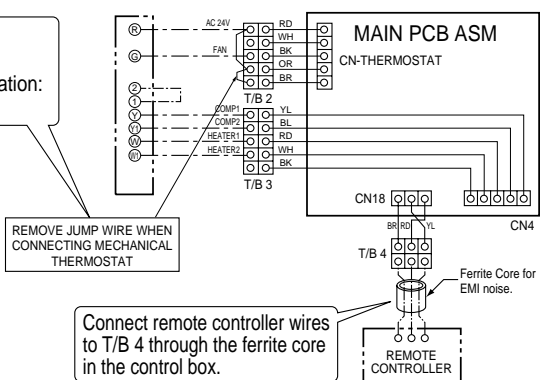 ation:
R
G
2
1
Y
Y1
W
W1
AC 24V
FAN
COMP1
COMP2
HEATER1
HEATER2
T/B 2
T/B 3
RD
WH
BK
OR
BR
YL
BL
RD
WH
BK
MAIN PCB ASM
CN-THERMOSTAT
CN18
CN4
BR RD YL
T/B 4
REMOVE JUMP WIRE WHEN
CONNECTING MECHANICAL
THERMOSTAT
Ferrite Core for
EMI noise.
Connect remote controller wires
to T/B 4 through the ferrite core
in the control box.
REMOTE
CONTROLLER